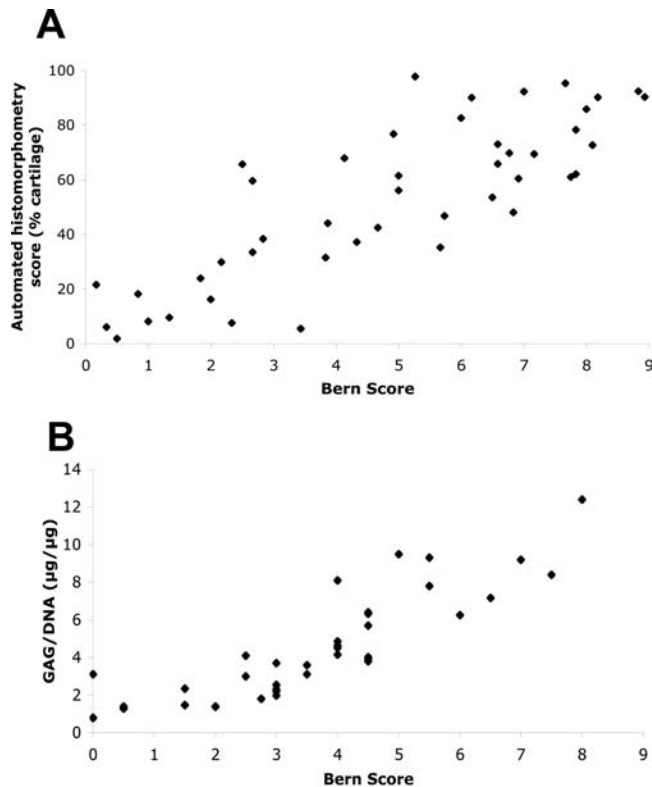 A
Automated histomorphometry
score (% cartilage)
100
80
60
40
20
0
0 1 2 3 4 5 6 7 8 9
Bern Score
B
GAG/DNA (µg/µg)
14
12
10
8
6
4
2
0
0 1 2 3 4 5 6 7 8 9
Bern Score